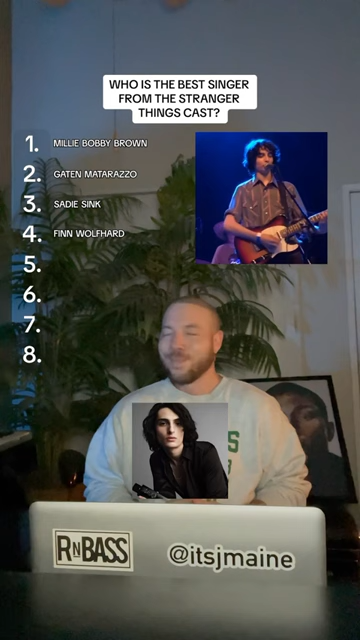 WHO IS THE BEST SINGER
FROM THE STRANGER
THINGS CAST?
1. MILLIE BOBBY BROWN
2. GATEN MATARAZZO
3. SADIE SINK
4. FINN WOLFHARD
5.
6.
7.
8.
RNBASS
@itsjmaine